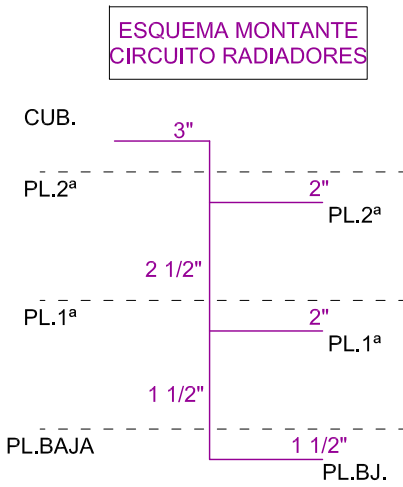 ESQUEMA MONTANTE
CIRCUITO RADIADORES
CUB.
3"
PL.2ª
2"
PL.2ª
2 1/2"
PL.1ª
2"
PL.1ª
1 1/2"
PL.BAJA
1 1/2"
PL.BJ.